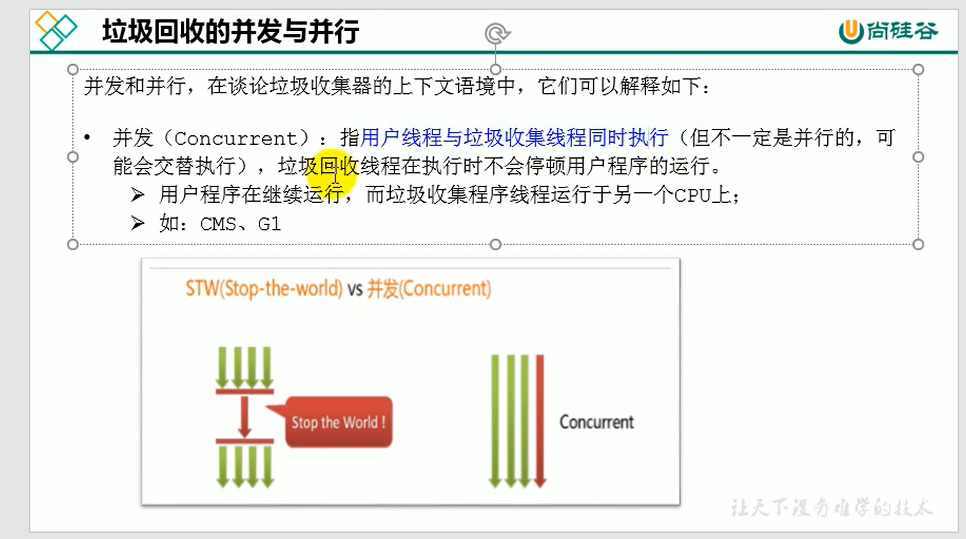 垃圾回收的并发与并行
尚硅谷
并发和并行，在谈论垃圾收集器的上下文语境中，它们可以解释如下：
• 并发（Concurrent）：指用户线程与垃圾收集线程同时执行（但不一定是并行的，可
能会交替执行），垃圾回收线程在执行时不会停顿用户程序的运行。
➢ 用户程序在继续运行，而垃圾收集程序线程运行于另一个CPU上；
➢ 如：CMS、G1
STW(Stop-the-world) vs 并发(Concurrent)
Stop the World !
Concurrent
让天下没有难学的技术